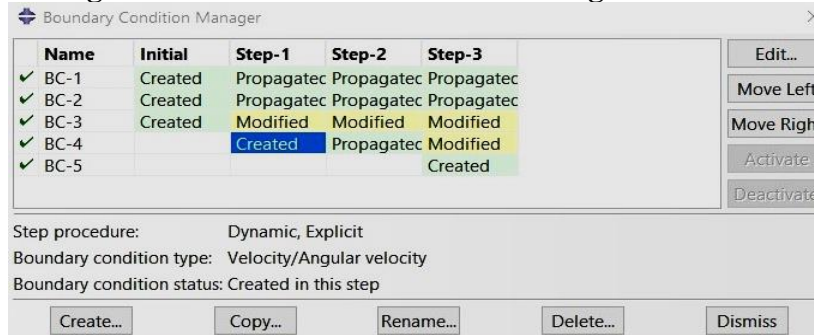 Boundary Condition Manager
Name Initial Step-1 Step-2 Step-3 Edit...
✔ BC-1 Created Propagatec Propagatec Propagatec
✔ BC-2 Created Propagatec Propagatec Propagatec Move Left
✔ BC-3 Created Modified Modified Modified Move Righ
✔ BC-4 Created Propagatec Modified
✔ BC-5 Created Activate
Deactivate
Step procedure: Dynamic, Explicit
Boundary condition type: Velocity/Angular velocity
Boundary condition status: Created in this step
Create... Copy... Rename... Delete... Dismiss